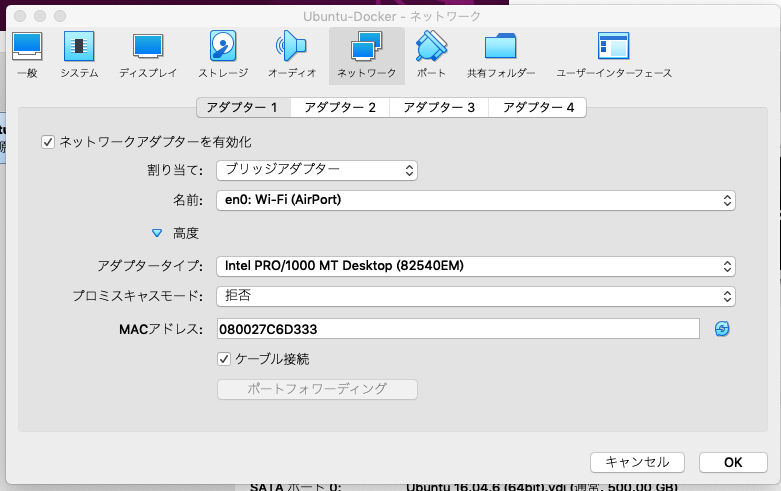 Ubuntu-Docker - ネットワーク
一般 システム ディスプレイ ストレージ オーディオ ネットワーク ポート 共有フォルダー ユーザーインターフェース
アダプター 1 アダプター 2 アダプター 3 アダプター 4
ネットワークアダプターを有効化
割り当て: ブリッジアダプター
名前: en0: Wi-Fi (AirPort)
高度
アダプタータイプ: Intel PRO/1000 MT Desktop (82540EM)
プロミスキャスモード: 拒否
MACアドレス: 080027C6D333
ケーブル接続
ポートフォワーディング
キャンセル OK
SATA ポート 0: Ubuntu 16.04.6 (64bit).vdi (通常, 500.00 GB)